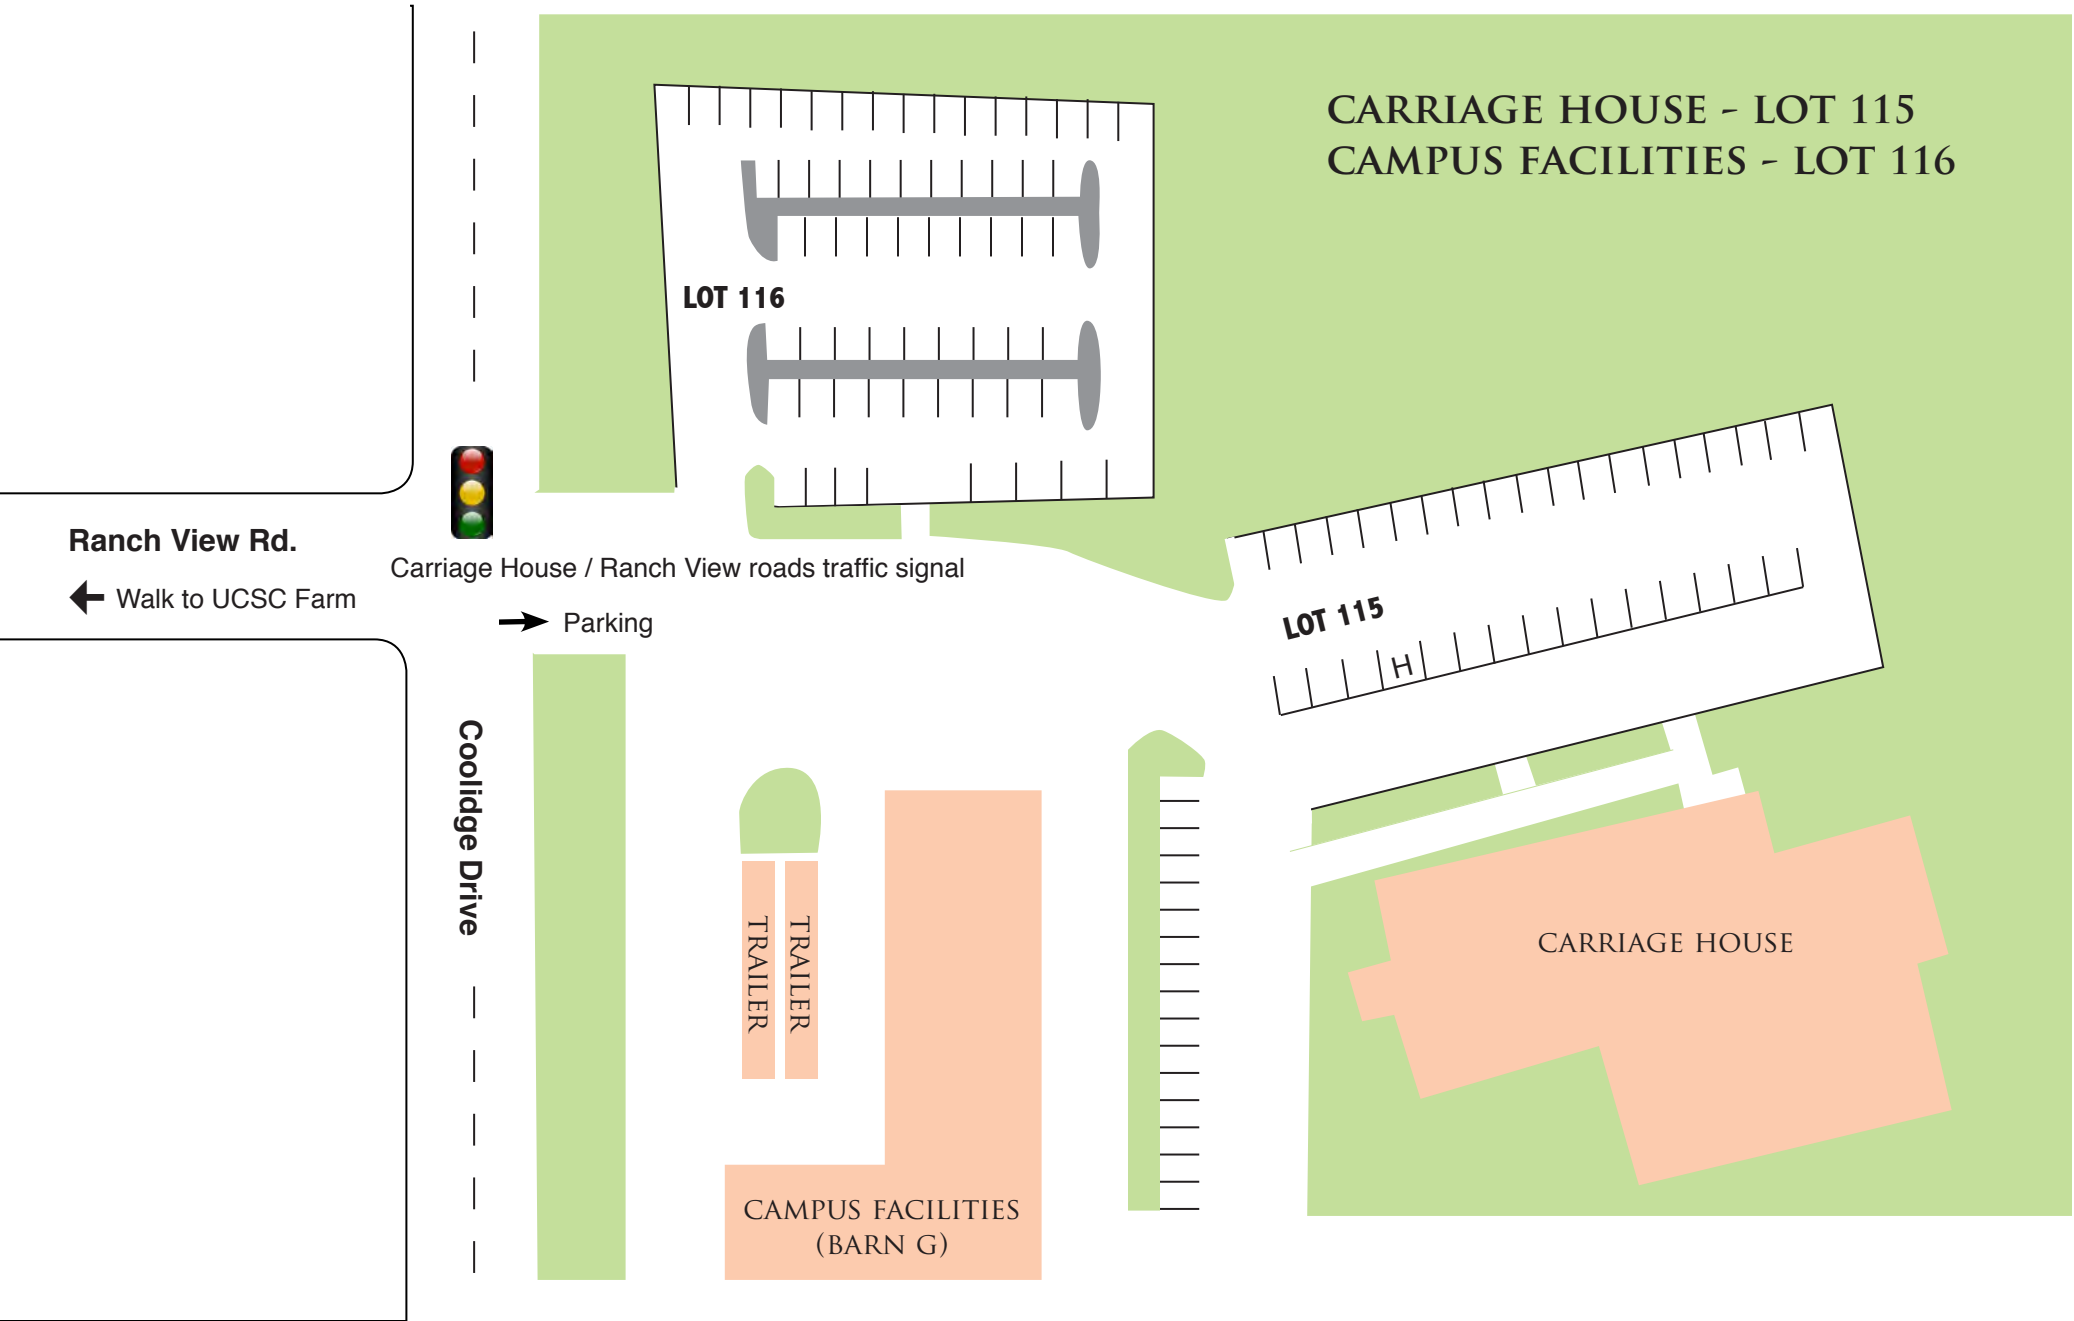 CARRIAGE HOUSE - LOT 115
CAMPUS FACILITIES - LOT 116
LOT 116
Ranch View Rd.
Carriage House / Ranch View roads traffic signal
Walk to UCSC Farm
Parking
LOT 115
H
Coolidge Drive
TRAILER
TRAILER
CARRIAGE HOUSE
CAMPUS FACILITIES
(BARN G)